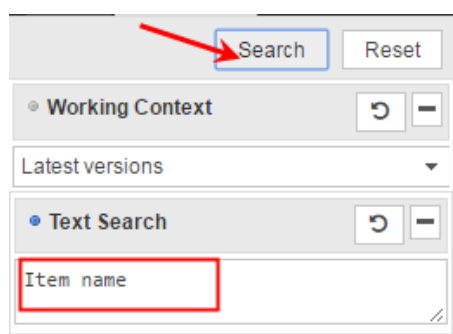 Search Reset
Working Context
Latest versions
Text Search
Item name